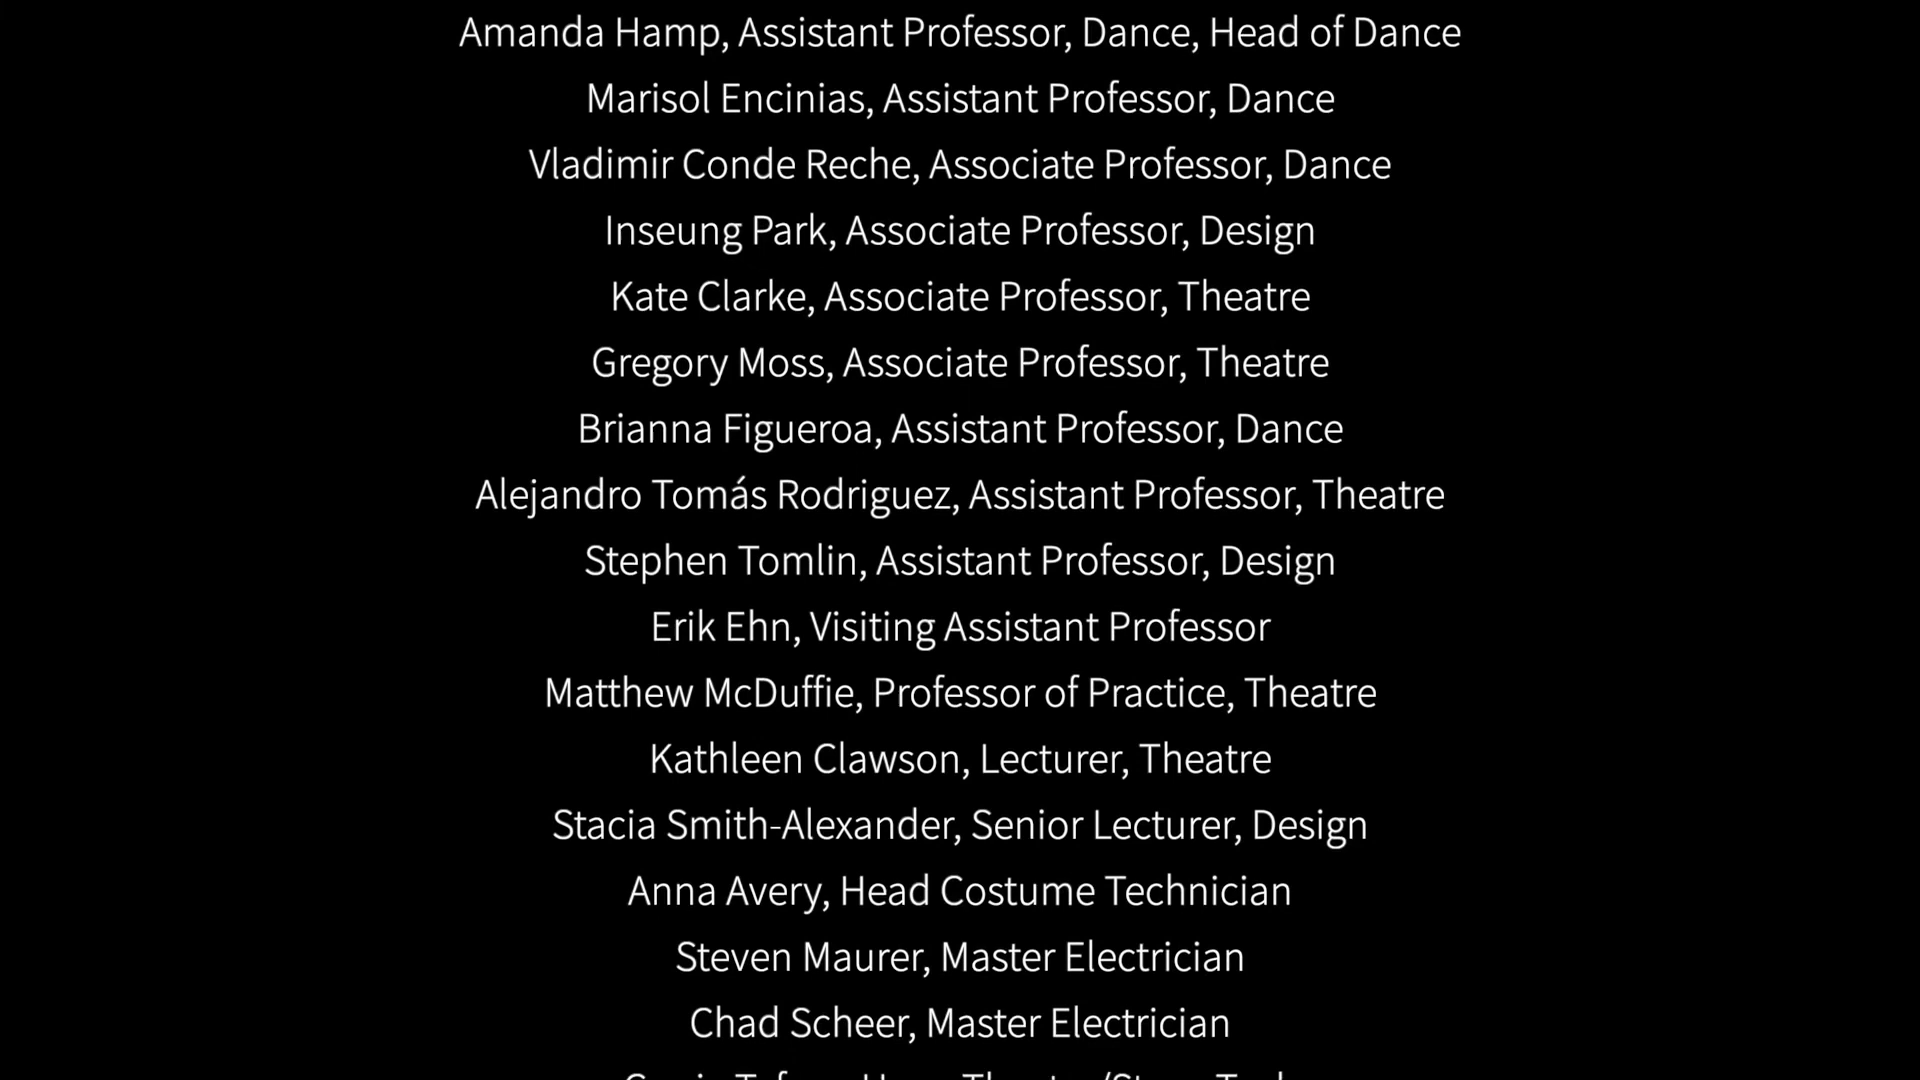 Amanda Hamp, Assistant Professor, Dance, Head of Dance
Marisol Encinias, Assistant Professor, Dance
Vladimir Conde Reche, Associate Professor, Dance
Inseung Park, Associate Professor, Design
Kate Clarke, Associate Professor, Theatre
Gregory Moss, Associate Professor, Theatre
Brianna Figueroa, Assistant Professor, Dance
Alejandro Tomás Rodriguez, Assistant Professor, Theatre
Stephen Tomlin, Assistant Professor, Design
Erik Ehn, Visiting Assistant Professor
Matthew McDuffie, Professor of Practice, Theatre
Kathleen Clawson, Lecturer, Theatre
Stacia Smith-Alexander, Senior Lecturer, Design
Anna Avery, Head Costume Technician
Steven Maurer, Master Electrician
Chad Scheer, Master Electrician